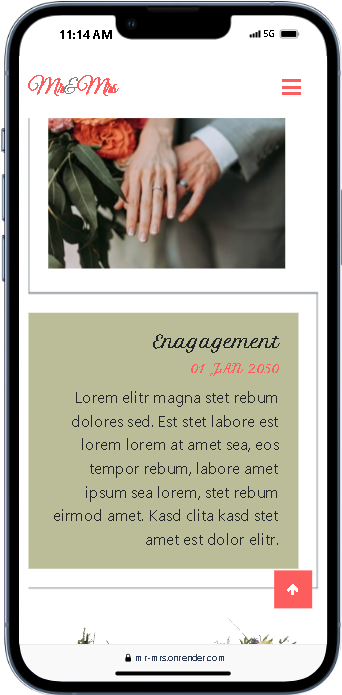 11:14 AM
5G
Mr&Mrs
Enagagement
01 JAN 2050
Lorem elitr magna stet rebum
dolores sed. Est stet labore est
lorem lorem at amet sea, eos
tempor rebum, labore amet
ipsum sea lorem, stet rebum
eirmod amet. Kasd clita kasd stet
amet est dolor elitr.
mr-mrs.onrender.com